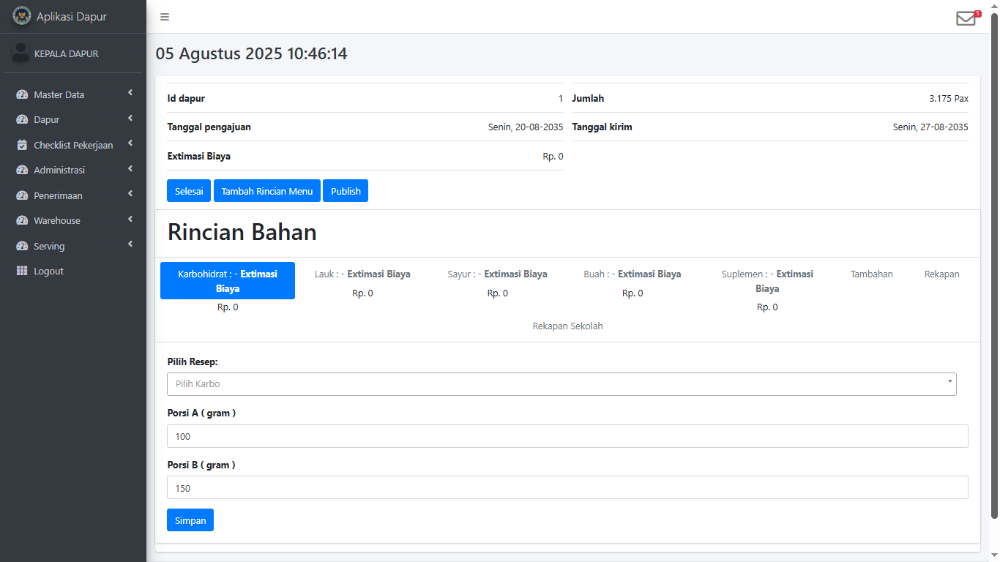 Aplikasi Dapur
5
KEPALA DAPUR
05 Agustus 2025 10:46:14
Master Data
Dapur
Checklist Pekerjaan
Administrasi
Penerimaan
Warehouse
Serving
Logout
Id dapur 1 Jumlah 3.175 Pax
Tanggal pengajuan Senin, 20-08-2035 Tanggal kirim Senin, 27-08-2035
Extimasi Biaya Rp. 0
Selesai Tambah Rincian Menu Publish
Rincian Bahan
Karbohidrat : - Extimasi Biaya
Rp. 0
Lauk : - Extimasi Biaya
Rp. 0
Sayur : - Extimasi Biaya
Rp. 0
Buah : - Extimasi Biaya
Rp. 0
Suplemen : - Extimasi Biaya
Rp. 0
Tambahan
Rekapan
Rekapan Sekolah
Pilih Resep:
Pilih Karbo
Porsi A ( gram )
100
Porsi B ( gram )
150
Simpan